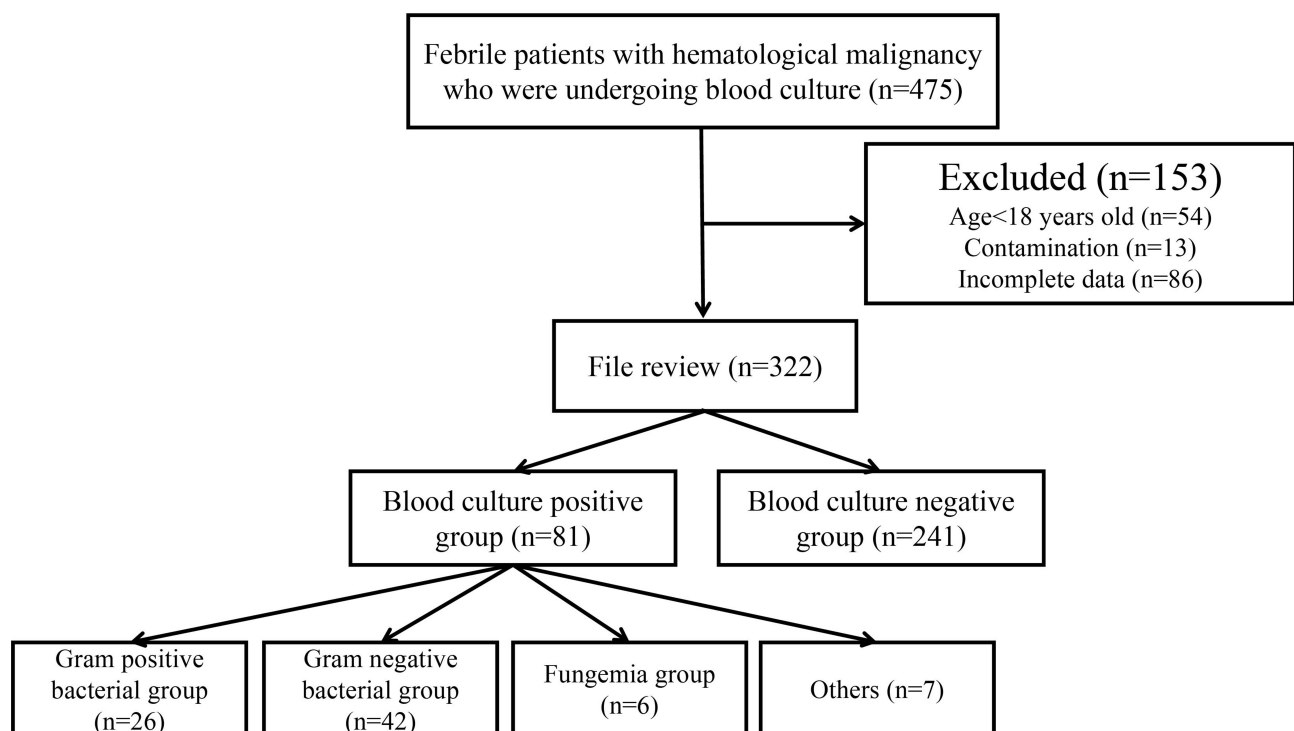 Febrile patients with hematological malignancy
who were undergoing blood culture (n=475)
Excluded (n=153)
Age<18 years old (n=54)
Contamination (n=13)
Incomplete data (n=86)
File review (n=322)
Blood culture positive
group (n=81)
Blood culture negative
group (n=241)
Gram positive
bacterial group
(n=26)
Gram negative
bacterial group
(n=42)
Fungemia group
(n=6)
Others (n=7)